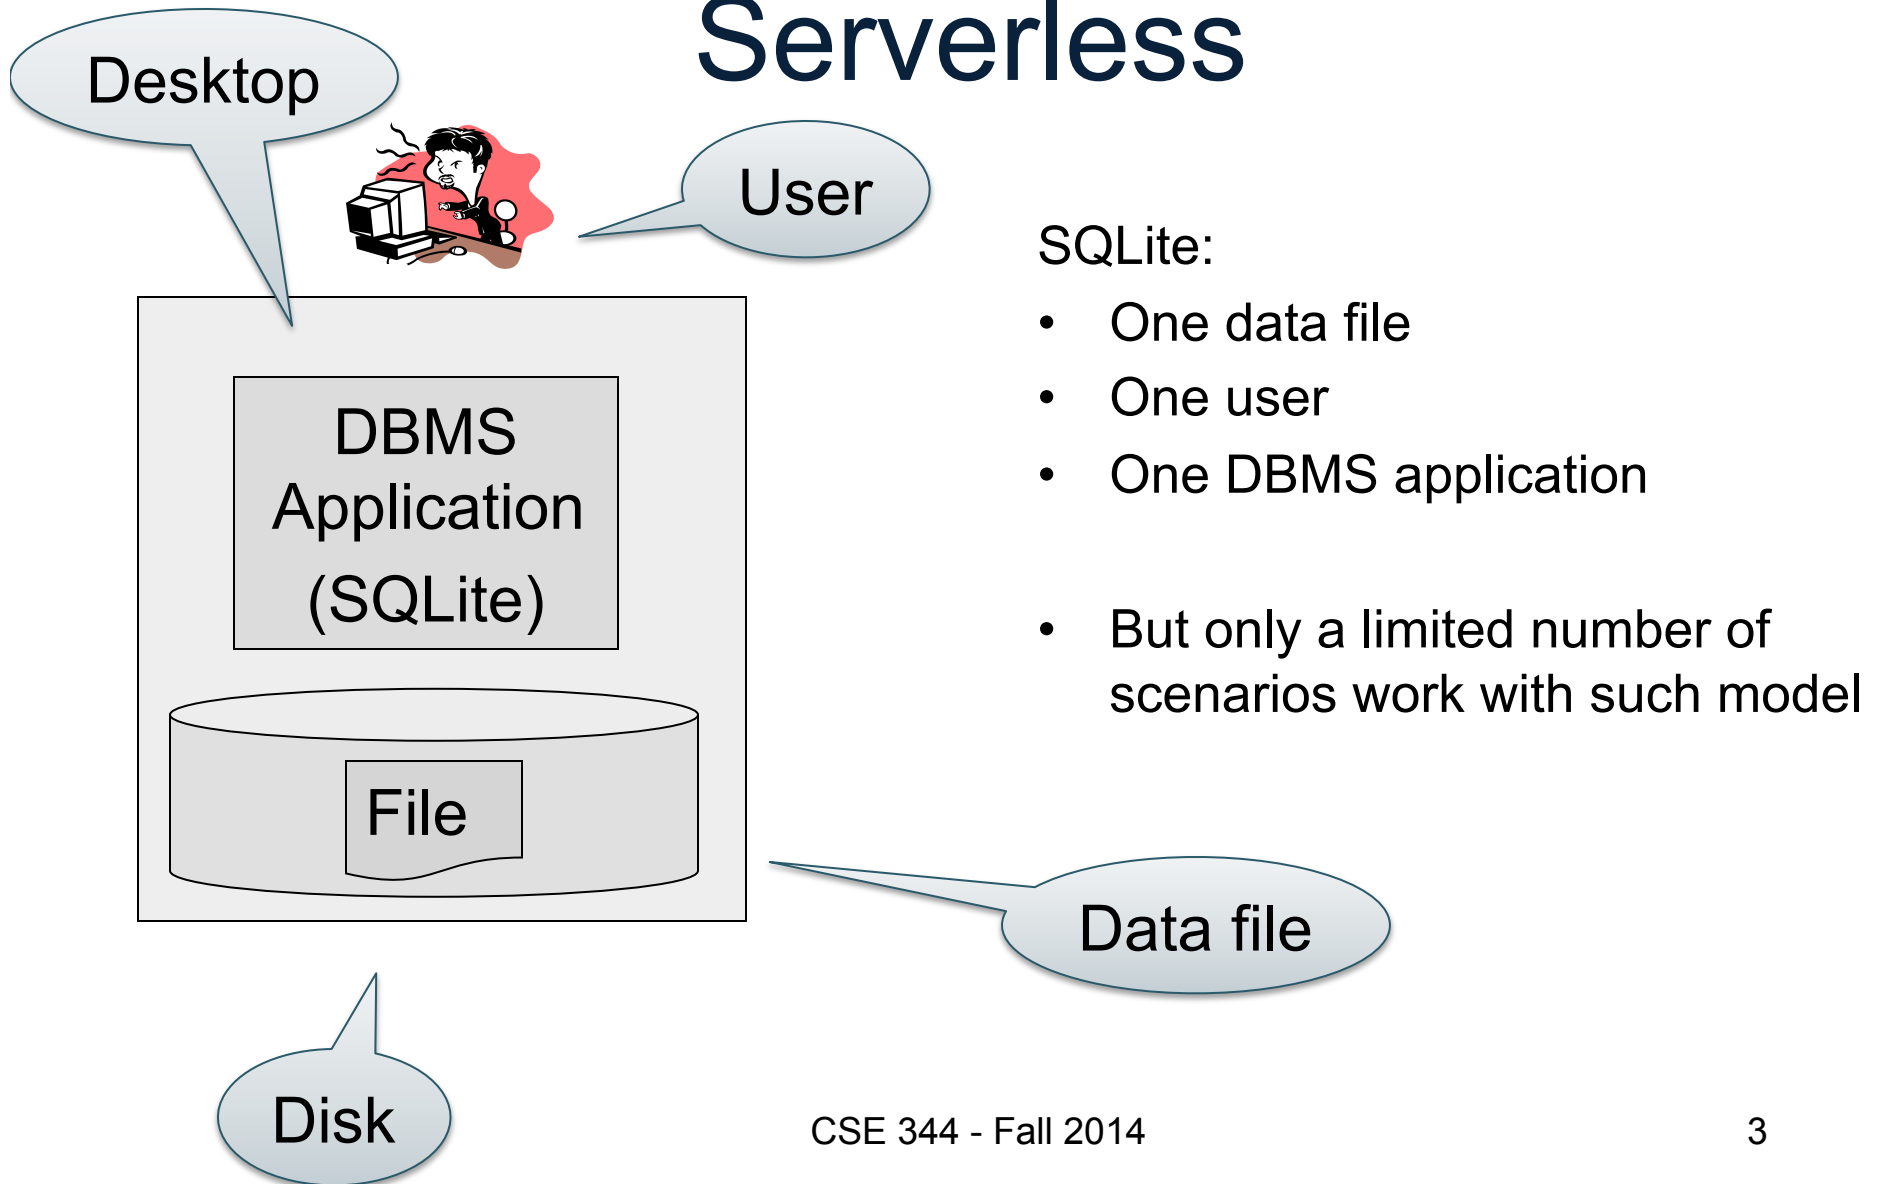 Serverless
Desktop
User
DBMS
Application
(SQLite)
File
SQLite:
• One data file
• One user
• One DBMS application
• But only a limited number of
scenarios work with such model
Data file
Disk
CSE 344 - Fall 2014
3